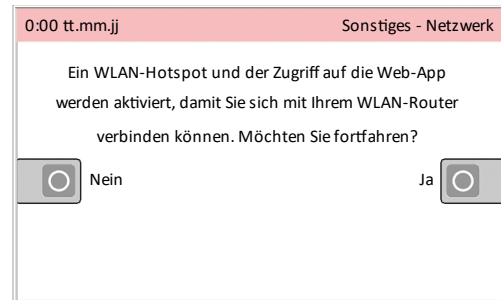 0:00 tt.mm.jj Sonstiges - Netzwerk
Ein WLAN-Hotspot und der Zugriff auf die Web-App
werden aktiviert, damit Sie sich mit Ihrem WLAN-Router
verbinden können. Möchten Sie fortfahren?
Nein Ja